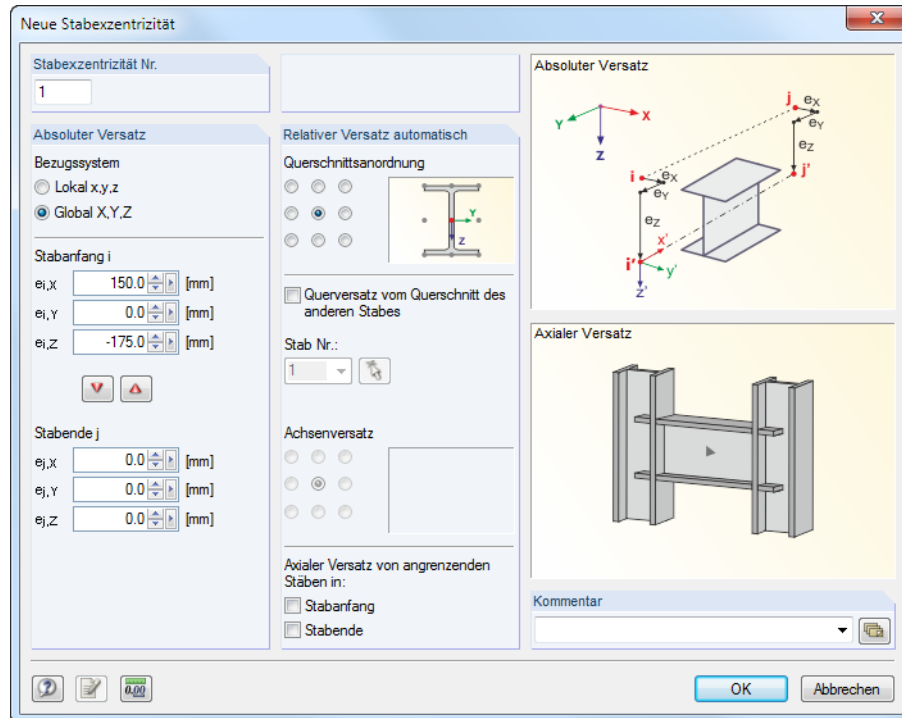 Neue Stabexzentrizität
Stabexzentrizität Nr.
1
Absoluter Versatz
Bezugssystem
Lokal x,y,z
Global X,Y,Z
Stabanfang i
ei,X 150.0 [mm]
ei,Y 0.0 [mm]
ei,Z -175.0 [mm]
Stabende j
ej,X 0.0 [mm]
ej,Y 0.0 [mm]
ej,Z 0.0 [mm]
Relativer Versatz automatisch
Querschnittsanordnung
Y
Z
Querversatz vom Querschnitt des
anderen Stabes
Stab Nr.:
1
Achsenversatz
Axialer Versatz von angrenzenden
Stäben in:
Stabanfang
Stabende
Absoluter Versatz
Y X
Z
j eX
eY
eZ
j'
i eX
eY
eZ
x'
i' y'
z'
Axialer Versatz
Kommentar
0.00
OK Abbrechen